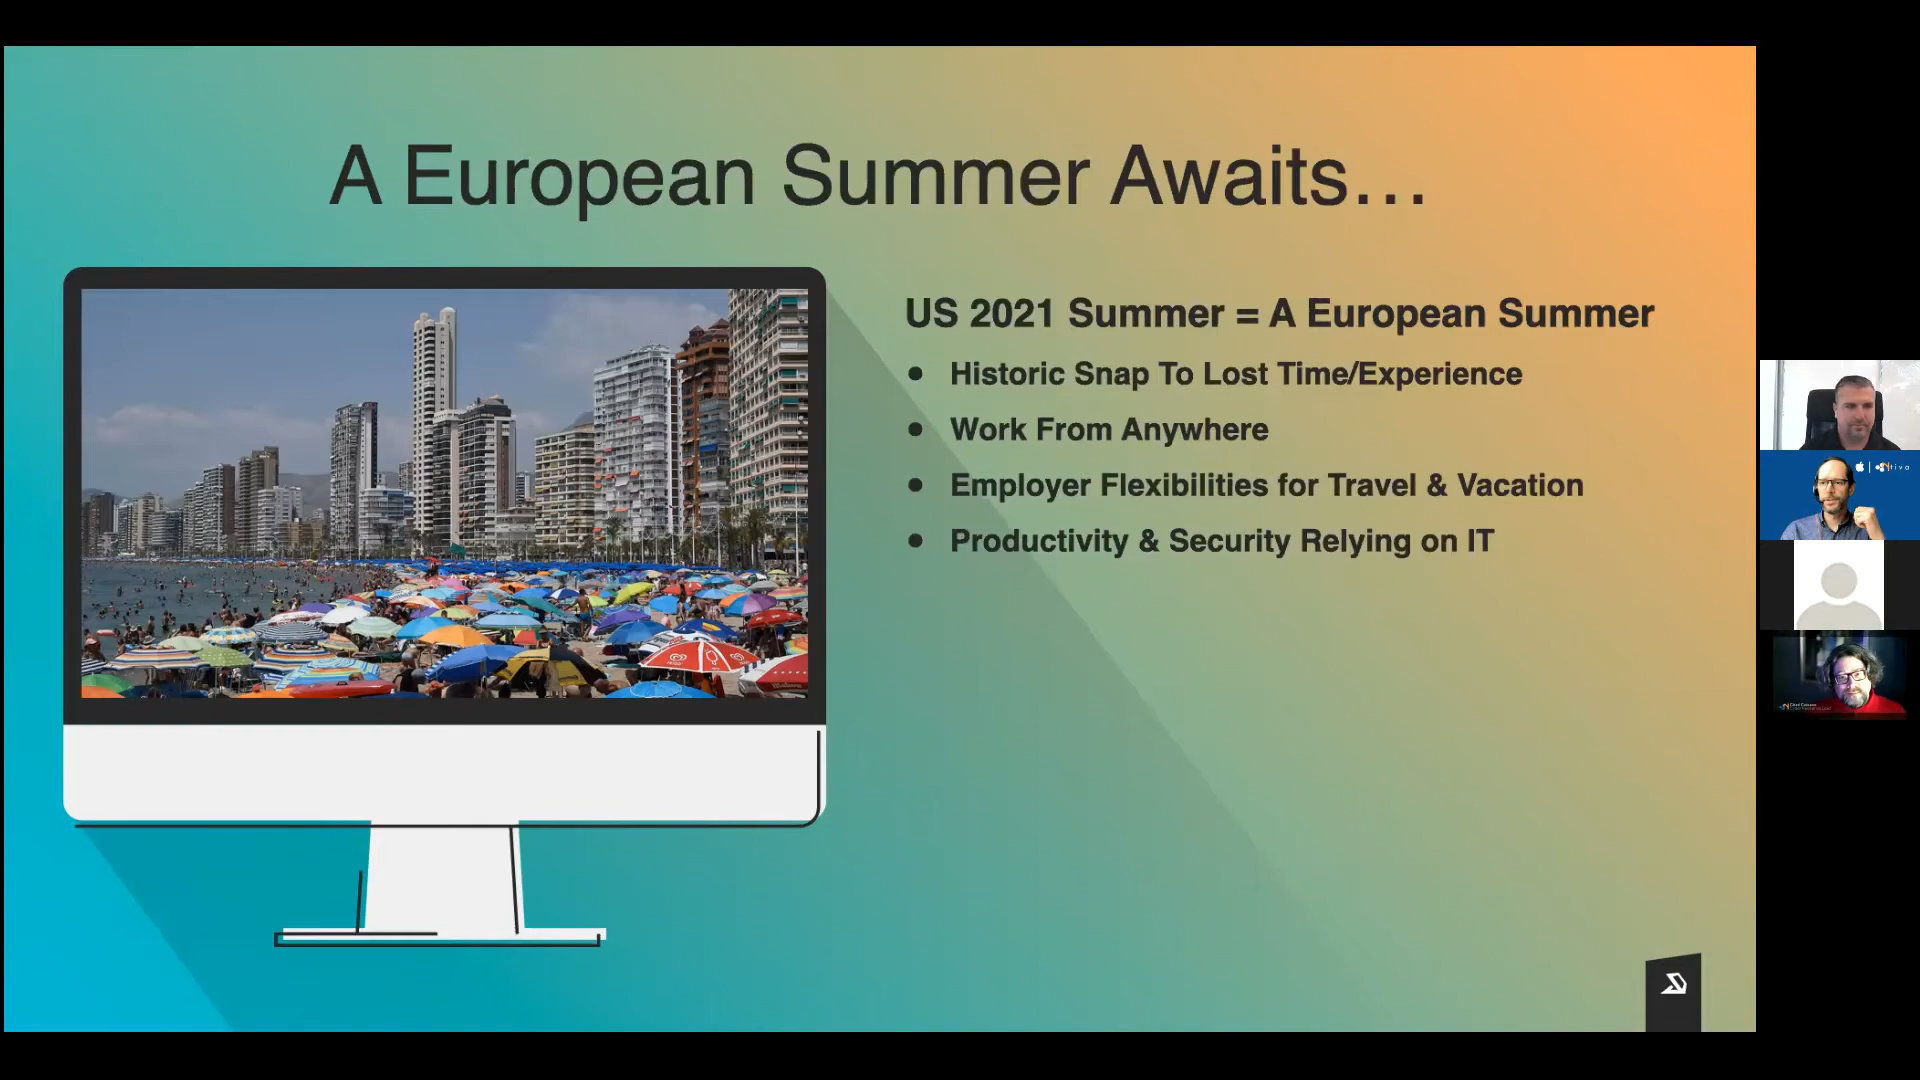 A European Summer Awaits…
US 2021 Summer = A European Summer
• Historic Snap To Lost Time/Experience
• Work From Anywhere
• Employer Flexibilities for Travel & Vacation
• Productivity & Security Relying on IT
Ntiva